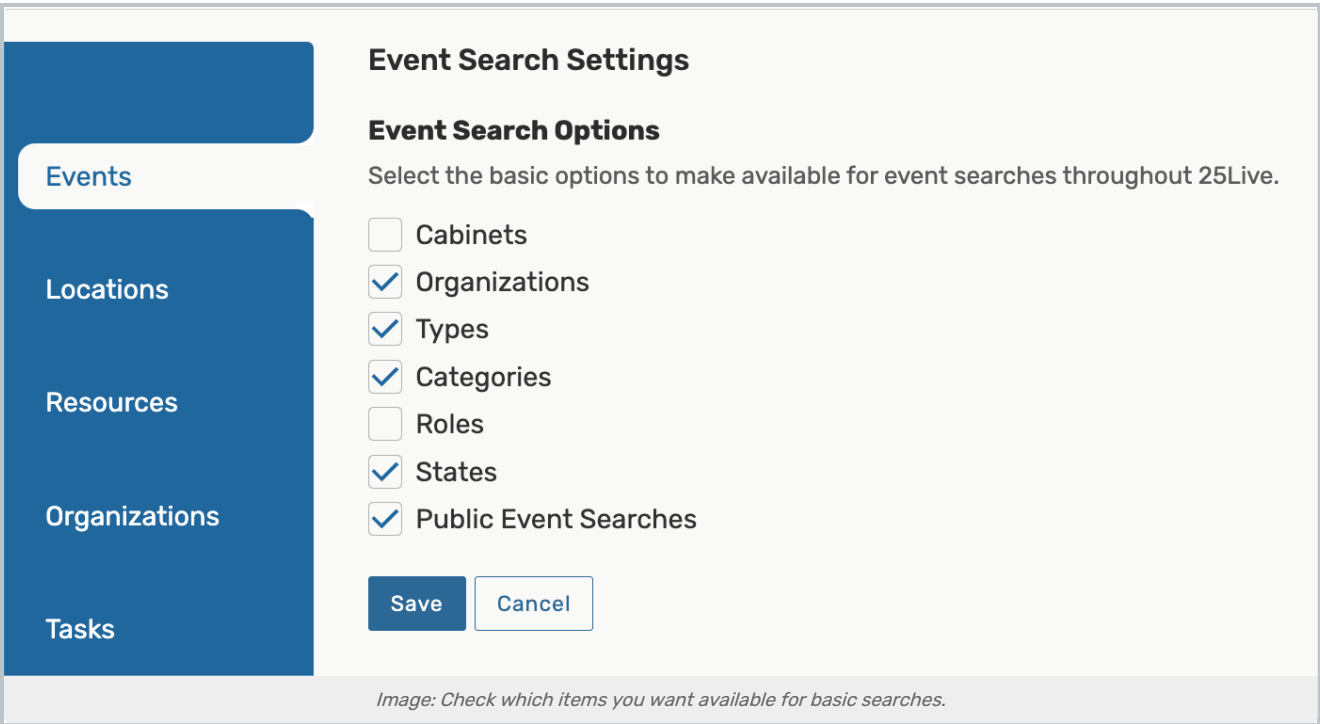 Event Search Settings
Event Search Options
Events
Select the basic options to make available for event searches throughout 25Live.
Cabinets
Organizations
Locations
Types
Categories
Resources
Roles
States
Organizations
Public Event Searches
Save
Cancel
Tasks
Image: Check which items you want available for basic searches.